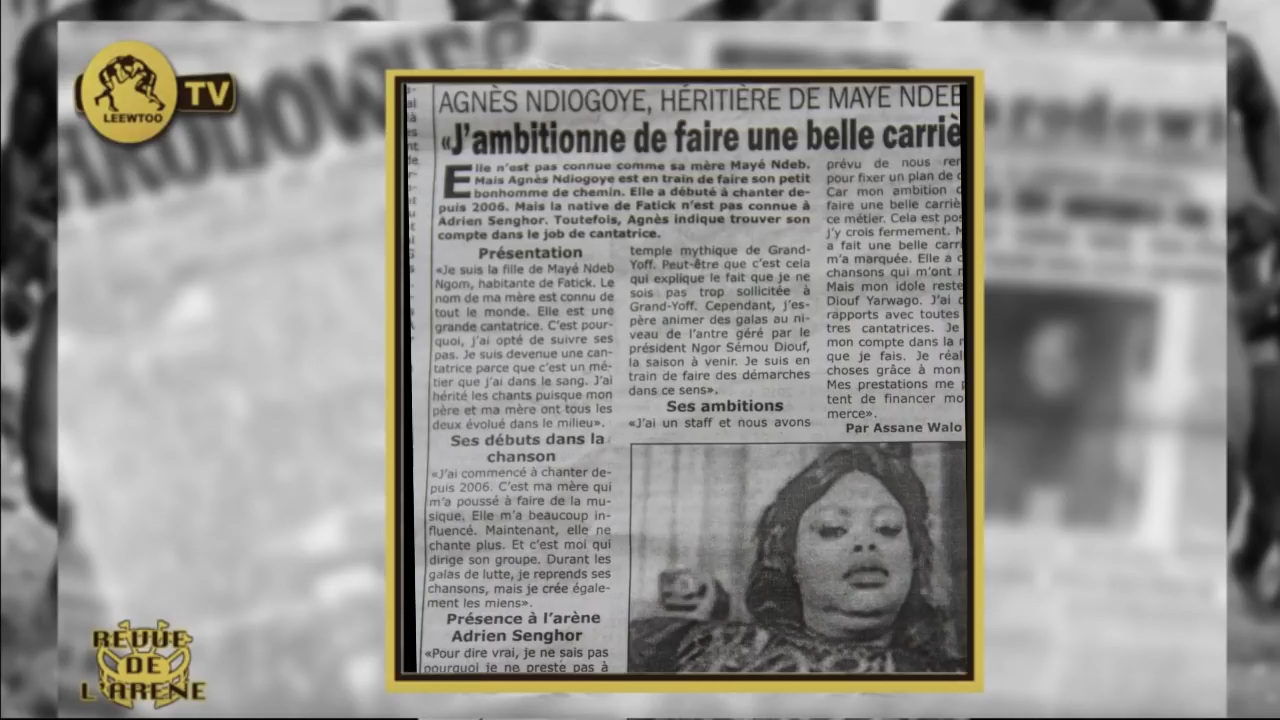 LEEWTOO
TV
AGNÈS NDIOGOYE, HÉRITIÈRE DE MAYE NDEB
«J'ambitionne de faire une belle carriè
Elle n'est pas connue comme sa mère Mayé Ndeb.
Mais Agnès Ndiogoye est en train de faire son petit
bonhomme de chemin. Elle a débuté à chanter de-
puis 2006. Mais la native de Fatick n'est pas connue à
Adrien Senghor. Toutefois, Agnès indique trouver son
compte dans le job de cantatrice.
Présentation
«Je suis la fille de Mayé Ndeb
Ngom, habitante de Fatick. Le
nom de ma mère est connu de
tout le monde. Elle est une
grande cantatrice. C'est pour-
quoi, j'ai opté de suivre ses
pas. Je suis devenue une can-
tatrice parce que c'est un mé-
tier que j'ai dans le sang. J'ai
hérité les chants puisque mon
père et ma mère ont tous les
deux évolué dans le milieu».
Ses débuts dans la
chanson
«J'ai commencé à chanter de-
puis 2006. C'est ma mère qui
m'a poussé à faire de la mu-
sique. Elle m'a beaucoup in-
fluencé. Maintenant, elle ne
chante plus. Et c'est moi qui
dirige son groupe. Durant les
galas de lutte, je reprends ses
chansons, mais je crée égale-
ment les miens».
Présence à l'arène
Adrien Senghor
«Pour dire vrai, je ne sais pas
pourquoi je ne preste pas à
temple mythique de Grand-
Yoff. Peut-être que c'est cela
qui explique le fait que je ne
sois pas trop sollicitée à
Grand-Yoff. Cependant, j'es-
père animer des galas au ni-
veau de l'antre géré par le
président Ngor Sémou Diouf,
la saison à venir. Je suis en
train de faire des démarches
dans ce sens».
Ses ambitions
«J'ai un staff et nous avons
prévu de nous
pour fixer un plan de
Car mon ambition
faire une belle
ce métier. Cela est
j'y crois fermement.
a fait une belle
m'a marquée. Elle a
chansons qui m'ont
Mais mon idole reste
Diouf Yarwago. J'ai
rapports avec toutes
tres cantatrices. Je
mon compte dans la
que je fais. Je
choses grâce à mon
Mes prestations me
tent de financer
merce».
Par Assane Walo
REVUE
DE
L'ARENE